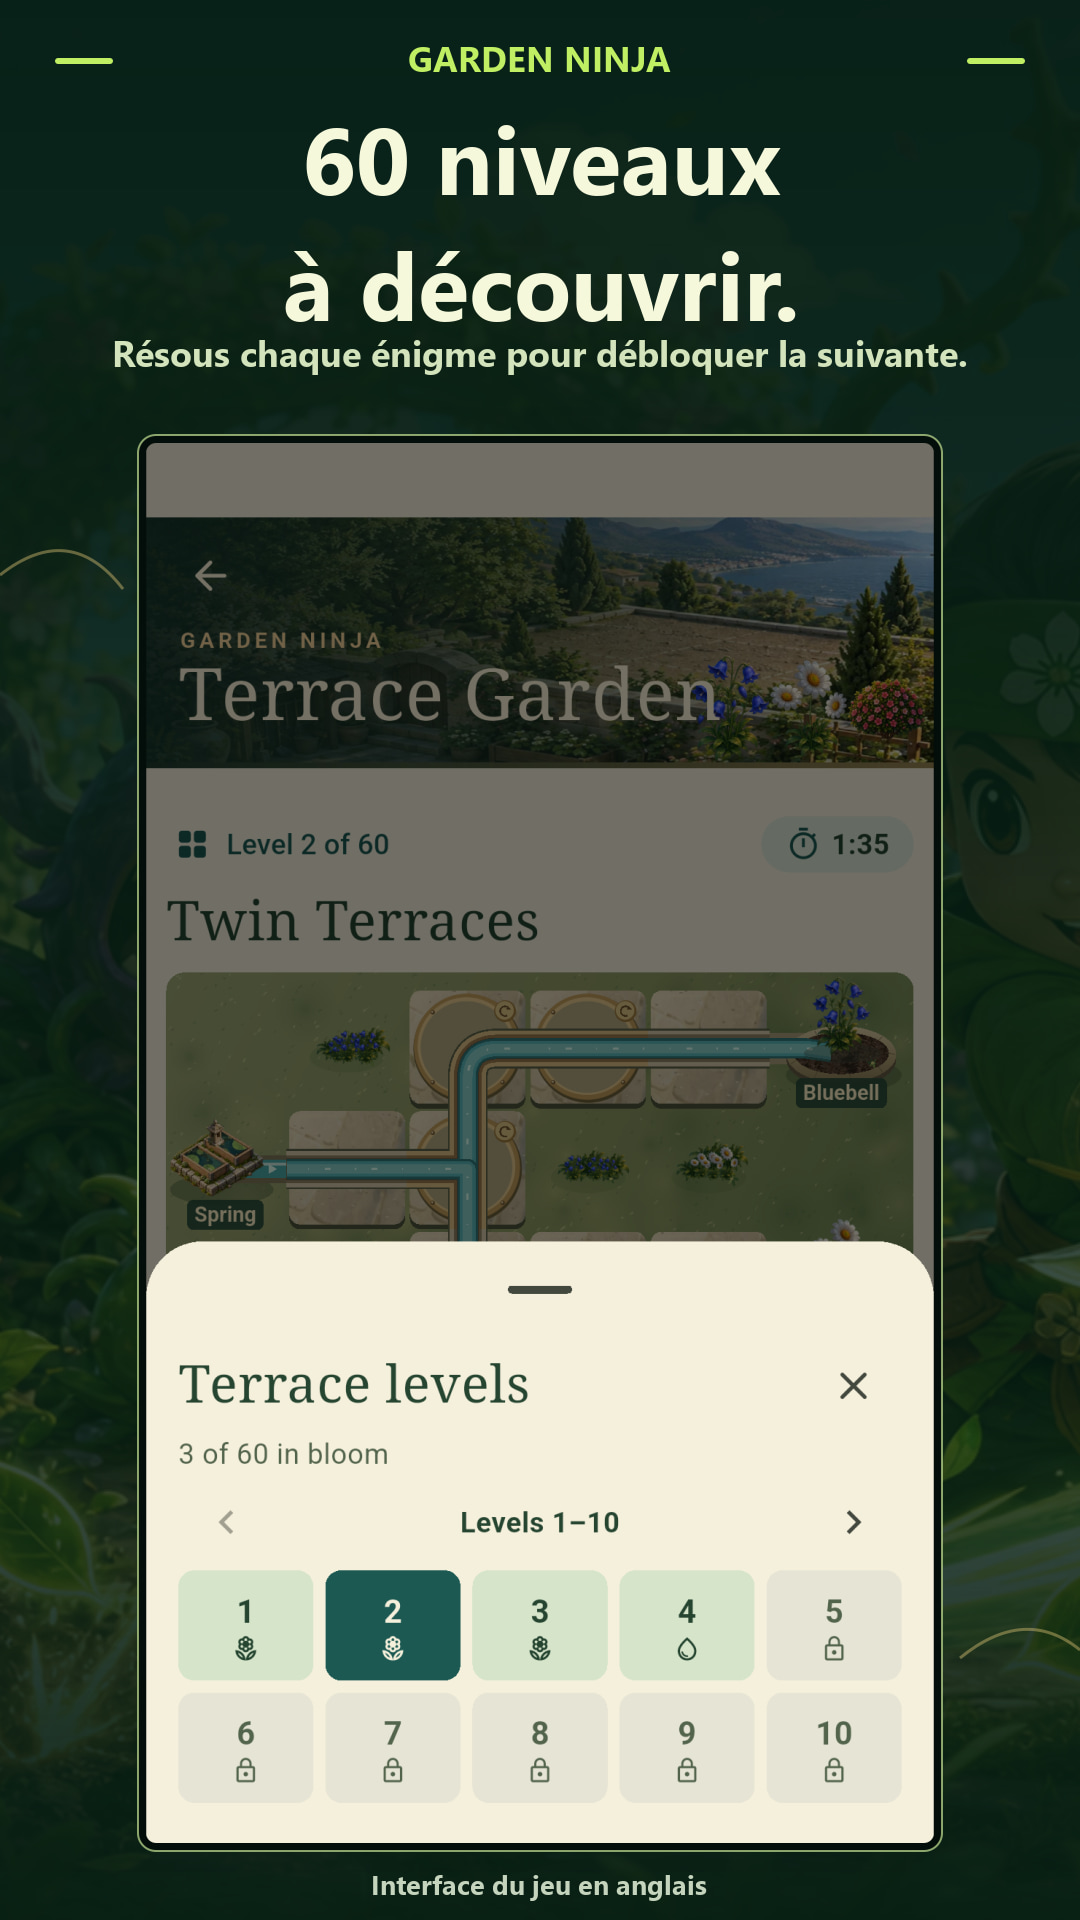 GARDEN NINJA
60 niveaux
à découvrir.
Résous chaque énigme pour débloquer la suivante.
GARDEN NINJA
Terrace Garden
Level 2 of 60
1:35
Twin Terraces
Bluebell
Spring
Terrace levels
3 of 60 in bloom
Levels 1–10
1 2 3 4 5
6 7 8 9 10
Interface du jeu en anglais